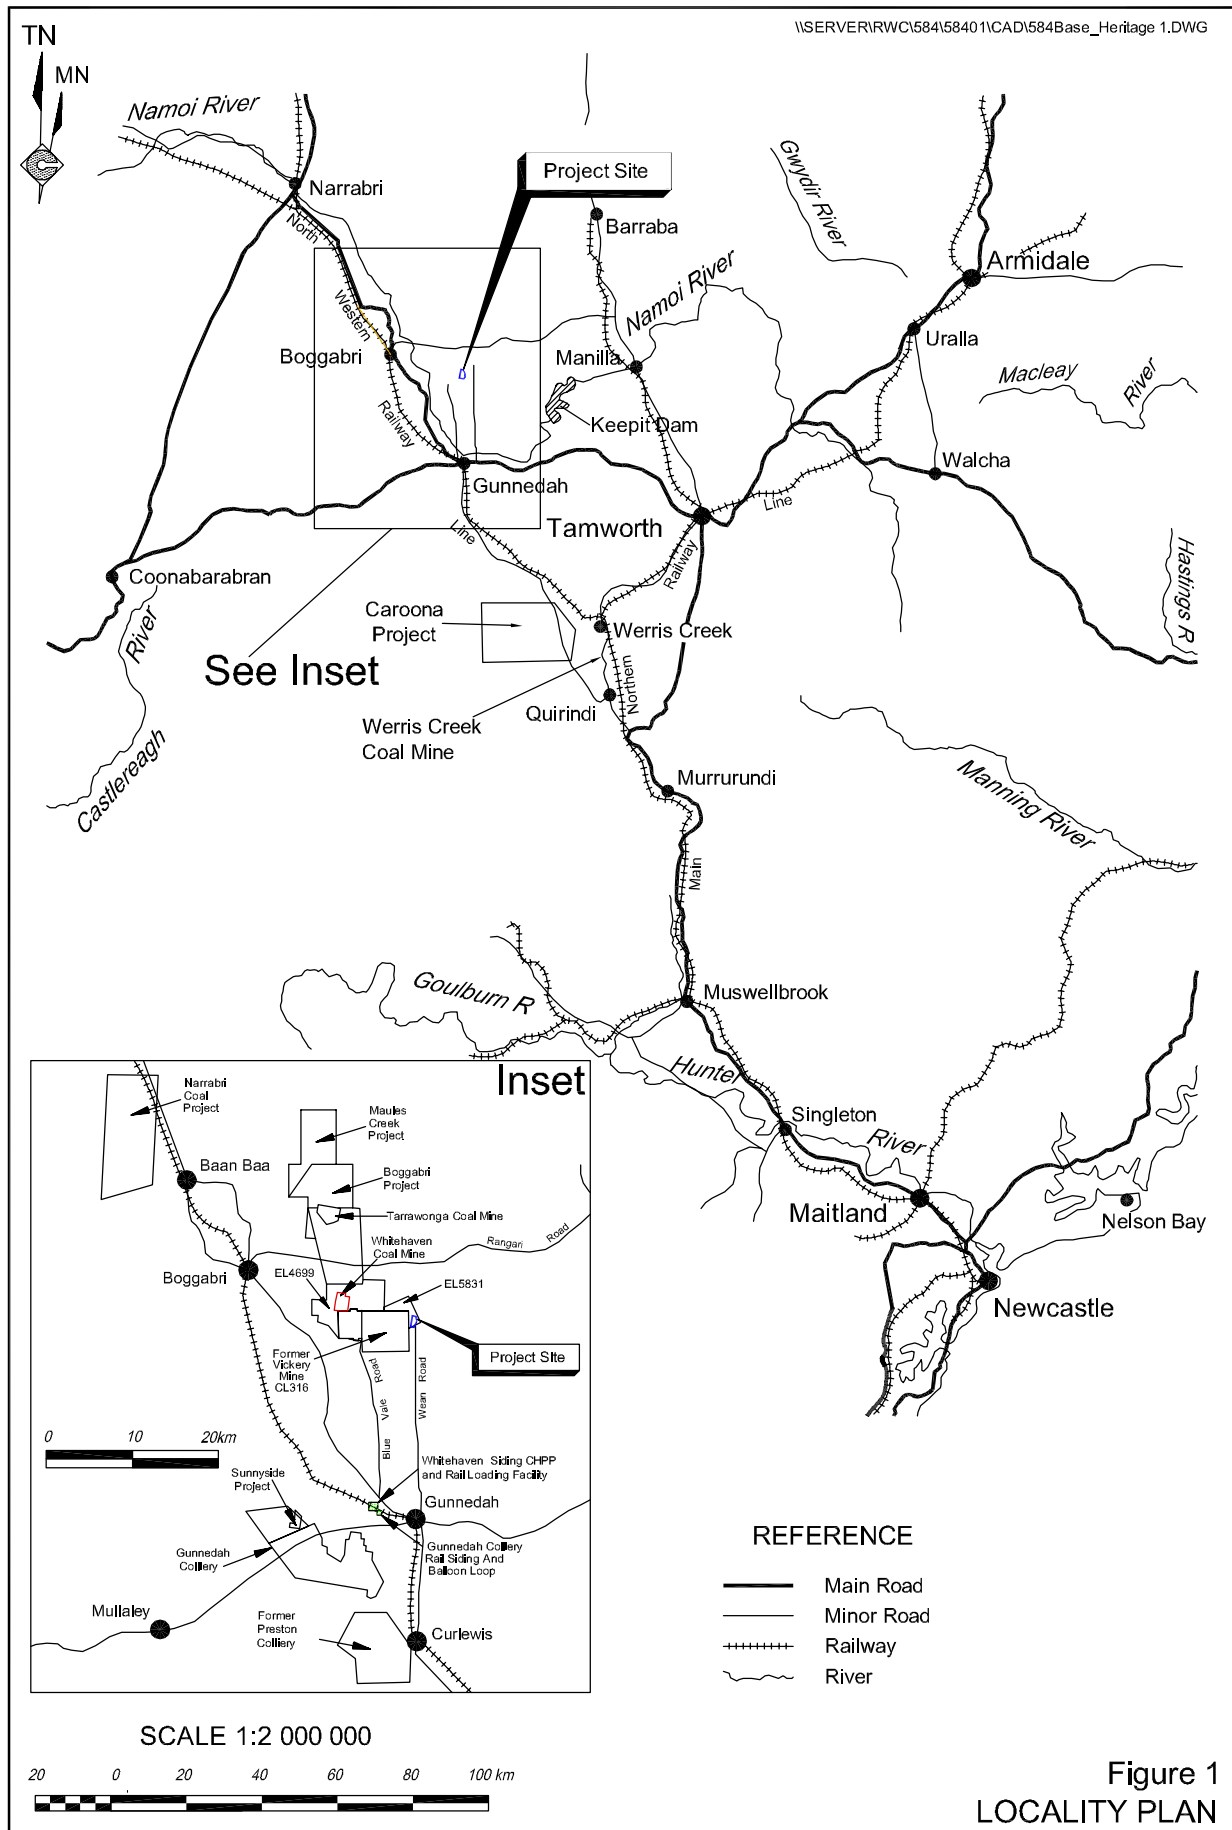 \\SERVER\RWC\584\58401\CAD\584Base_Heritage 1.DWG
TN
MN
Namoi River
Narrabri
North
Western
Railway
Line
Project Site
Barraba
Namoi River
Gwydir River
Armidale
Uralla
Macleay
River
Boggabri
Manilla
Keepit Dam
Walcha
Gunnedah
Tamworth
Line
Railway
Coonabarabran
Hastings R
Caroona
Project
Werris Creek
River
See Inset
Northern
Quirindi
Werris Creek
Coal Mine
Castlereagh
Murrurundi
Manning River
Main
Goulburn R
Muswellbrook
Hunter
Singleton
River
Maitland
Nelson Bay
Newcastle
Inset
Narrabri
Coal
Project
Maules
Creek
Project
Baan Baa
Boggabri
Project
Tarrawonga Coal Mine
Rangari
Road
Whitehaven
Coal Mine
Boggabri
EL4699
EL5831
Former
Vickery
Mine
CL316
Project Site
Blue
Vale
Road
Wean
Road
0
10
20km
Sunnyside
Project
Whitehaven Siding CHPP
and Rail Loading Facility
Gunnedah
Gunnedah Colliery
Rail Siding And
Balloon Loop
Gunnedah
Colliery
Mullaley
Former
Preston
Colliery
Curlewis
REFERENCE
Main Road
Minor Road
Railway
River
SCALE 1:2 000 000
20
0
20
40
60
80
100 km
Figure 1
LOCALITY PLAN